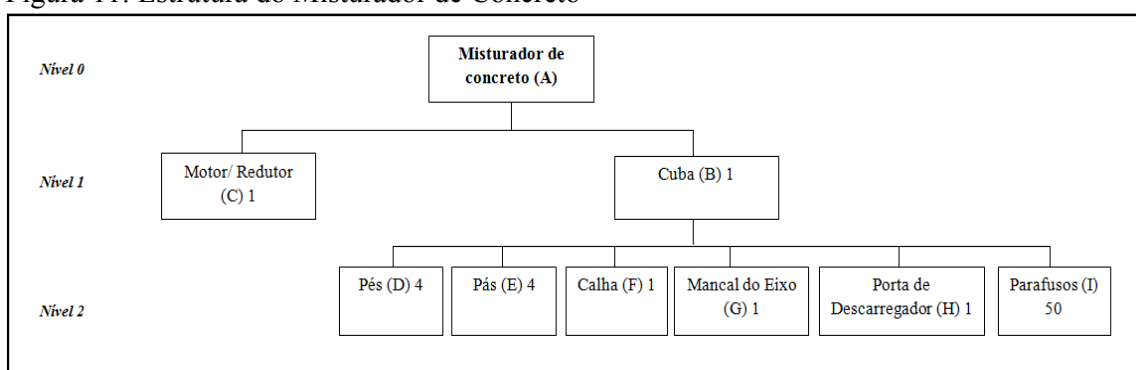 Figura 11: Estrutura do Misturador de Concreto
Nível 0
Misturador de
concreto (A)
Nível 1
Motor/ Redutor
(C) 1
Cuba (B) 1
Nível 2
Pés (D) 4
Pás (E) 4
Calha (F) 1
Mancal do Eixo
(G) 1
Porta de
Descarregador (H) 1
Parafusos (I)
50